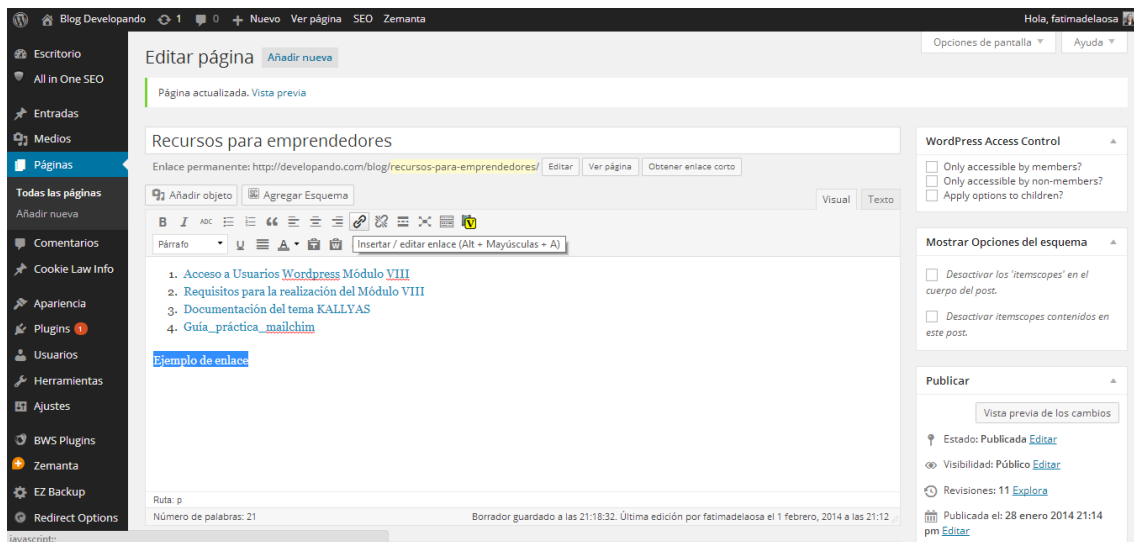 Blog Developando 1 0 + Nuevo Ver página SEO Zemanta Hola, fatimadelaosa
Opciones de pantalla Ayuda
Escritorio
All in One SEO
Entradas
Medios
Páginas
Todas las páginas
Añadir nueva
Comentarios
Cookie Law Info
Apariencia
Plugins 1
Usuarios
Herramientas
Ajustes
BWS Plugins
Zemanta
EZ Backup
Redirect Options
javascript:;
Editar página Añadir nueva
Página actualizada. Vista previa
Recursos para emprendedores
Enlace permanente: http://developando.com/blog/recursos-para-emprendedores/ Editar Ver página Obtener enlace corto
Añadir objeto Agregar Esquema Visual Texto
B I ABC
Párrafo U A T W Insertar / editar enlace (Alt + Mayúsculas + A)
1. Acceso a Usuarios Wordpress Módulo VIII
2. Requisitos para la realización del Módulo VIII
3. Documentación del tema KALLYAS
4. Guía_práctica_mailchim
Ejemplo de enlace
Ruta: p
Número de palabras: 21 Borrador guardado a las 21:18:32. Última edición por fatimadelaosa el 1 febrero, 2014 a las 21:12
WordPress Access Control
Only accessible by members?
Only accessible by non-members?
Apply options to children?
Mostrar Opciones del esquema
Desactivar los 'itemscopes' en el
cuerpo del post.
Desactivar itemscopes contenidos en
este post.
Publicar
Vista previa de los cambios
Estado: Publicada Editar
Visibilidad: Público Editar
Revisiones: 11 Explora
Publicada el: 28 enero 2014 21:14
pm Editar